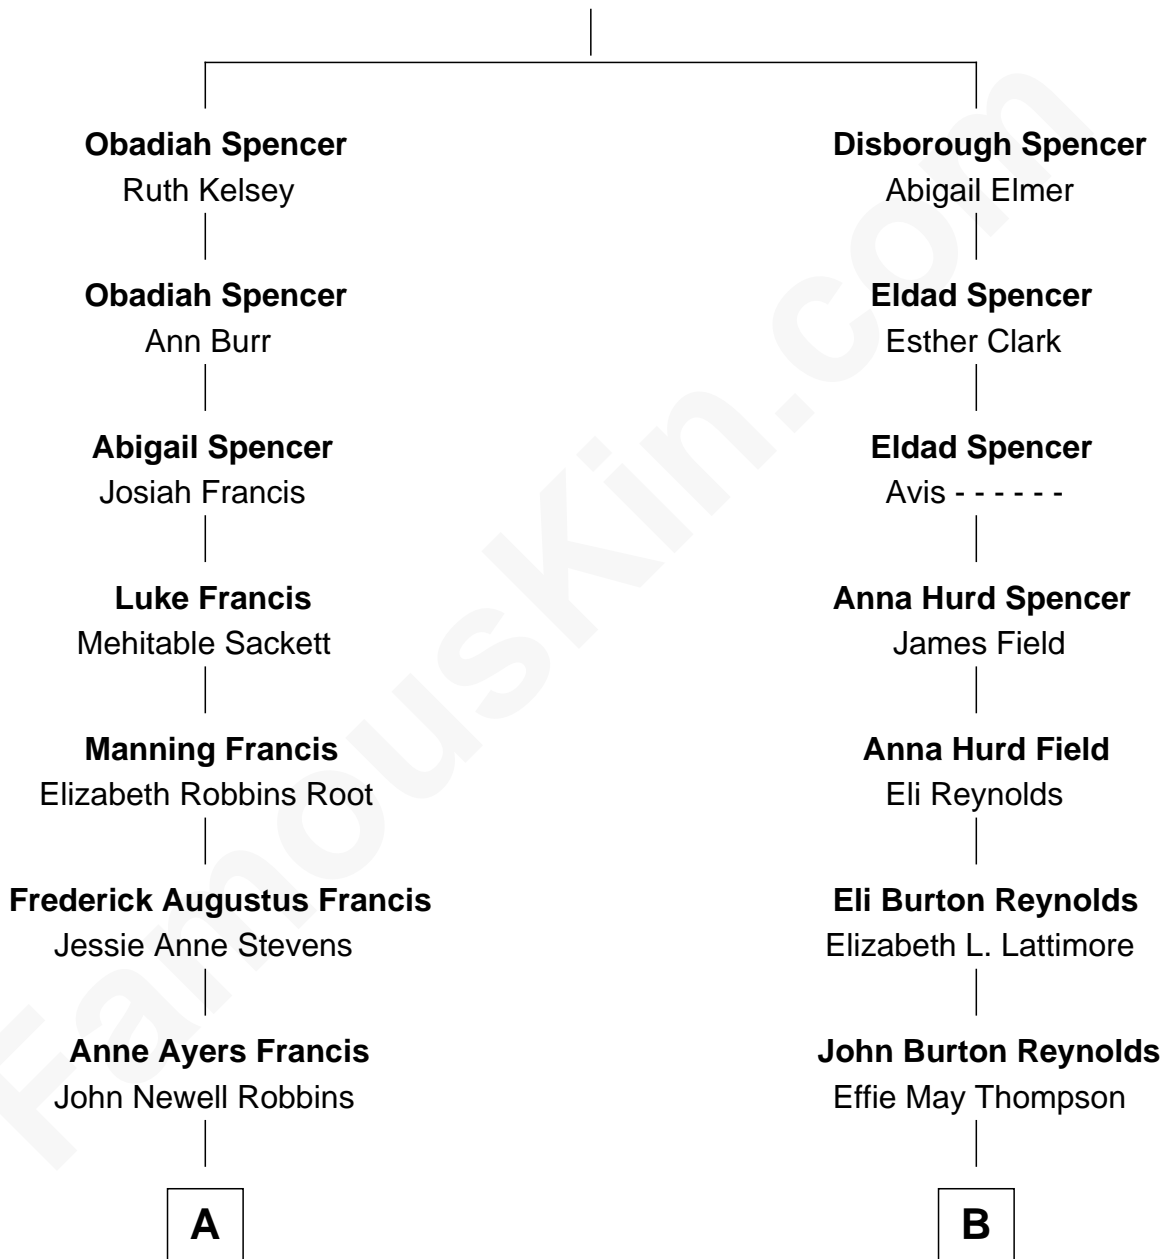 Obadiah Spencer
Ruth Kelsey
Obadiah Spencer
Ann Burr
Abigail Spencer
Josiah Francis
Luke Francis
Mehitable Sackett
Manning Francis
Elizabeth Robbins Root
Frederick Augustus Francis
Jessie Anne Stevens
Anne Ayers Francis
John Newell Robbins
A
Disborough Spencer
Abigail Elmer
Eldad Spencer
Esther Clark
Eldad Spencer
Avis - - - - - -
Anna Hurd Spencer
James Field
Anna Hurd Field
Eli Reynolds
Eli Burton Reynolds
Elizabeth L. Lattimore
John Burton Reynolds
Effie May Thompson
B
FamousKin.com